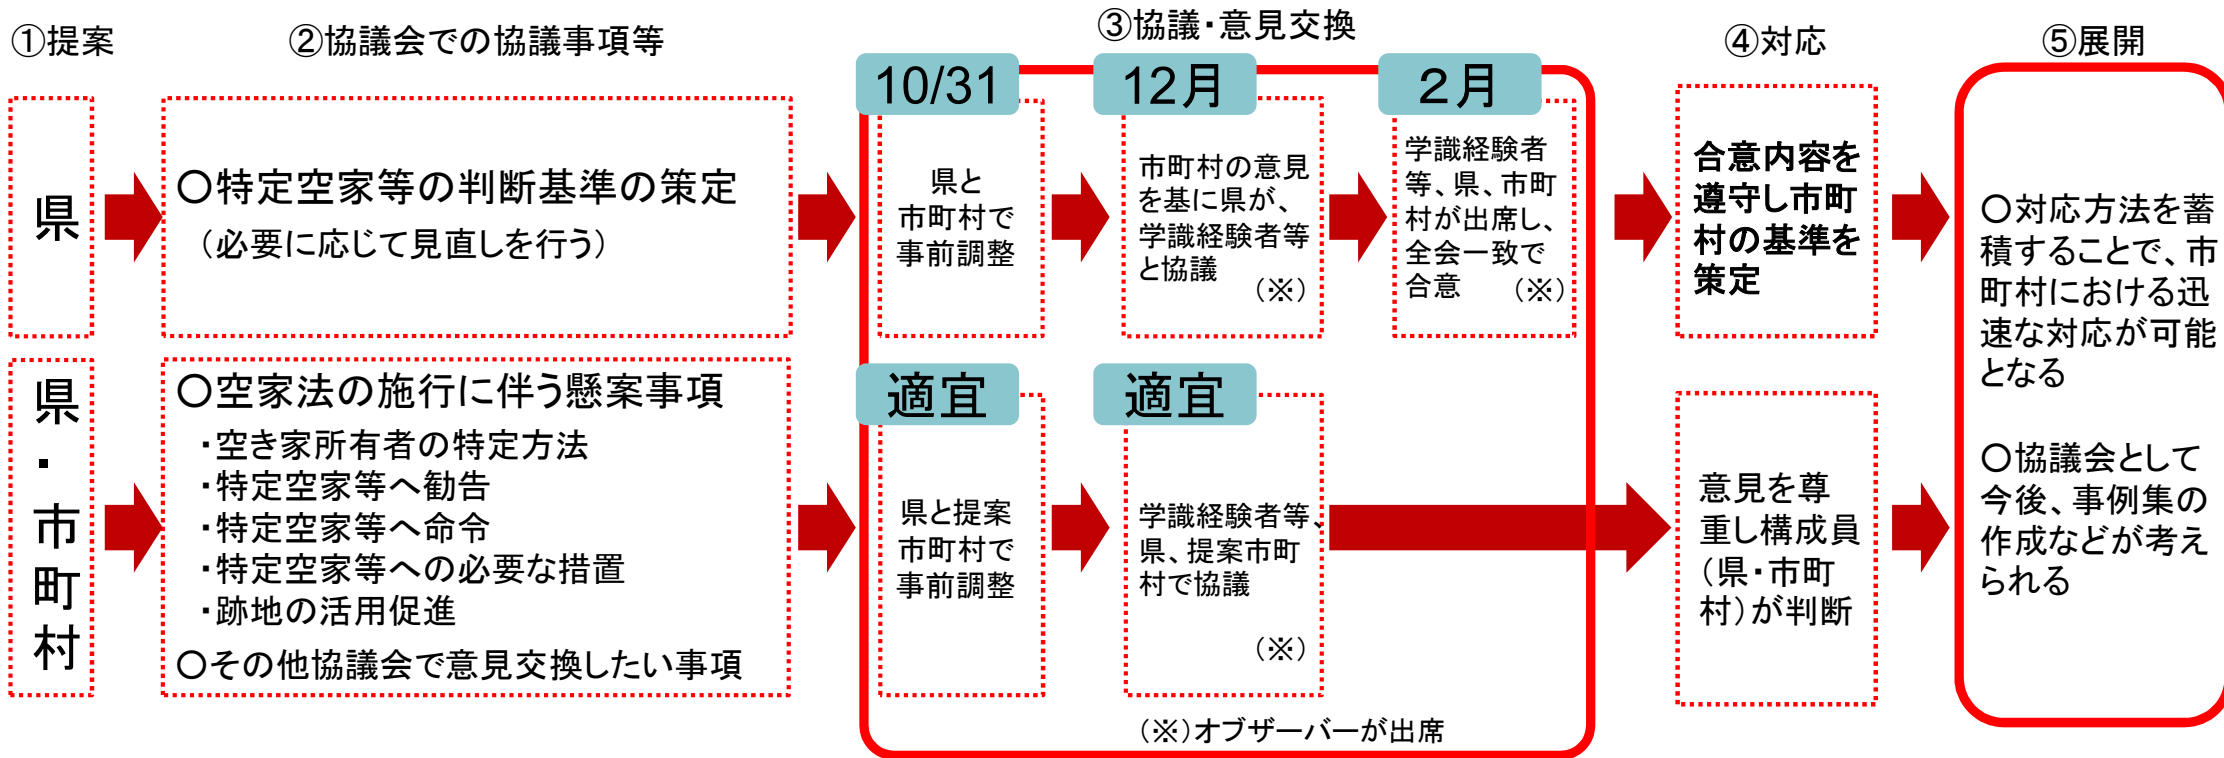 ①提案
②協議会での協議事項等
③協議・意見交換
④対応
⑤展開
県
○特定空家等の判断基準の策定
（必要に応じて見直しを行う）
10/31
県と
市町村で
事前調整
12月
市町村の意見
を基に県が、
学識経験者等
と協議
（※）
２月
学識経験者
等、県、市町
村が出席し、
全会一致で
合意　（※）
合意内容を
遵守し市町
村の基準を
策定
県・市町村
○空家法の施行に伴う懸案事項
・空き家所有者の特定方法
・特定空家等へ勧告
・特定空家等へ命令
・特定空家等への必要な措置
・跡地の活用促進
○その他協議会で意見交換したい事項
適宜
県と提案
市町村で
事前調整
適宜
学識経験者等、
県、提案市町
村で協議
（※）
（※）オブザーバーが出席
意見を尊
重し構成員
（県・市町
村）が判断
○対応方法を蓄
積することで、市
町村における迅
速な対応が可能
となる
○協議会として
今後、事例集の
作成などが考え
られる